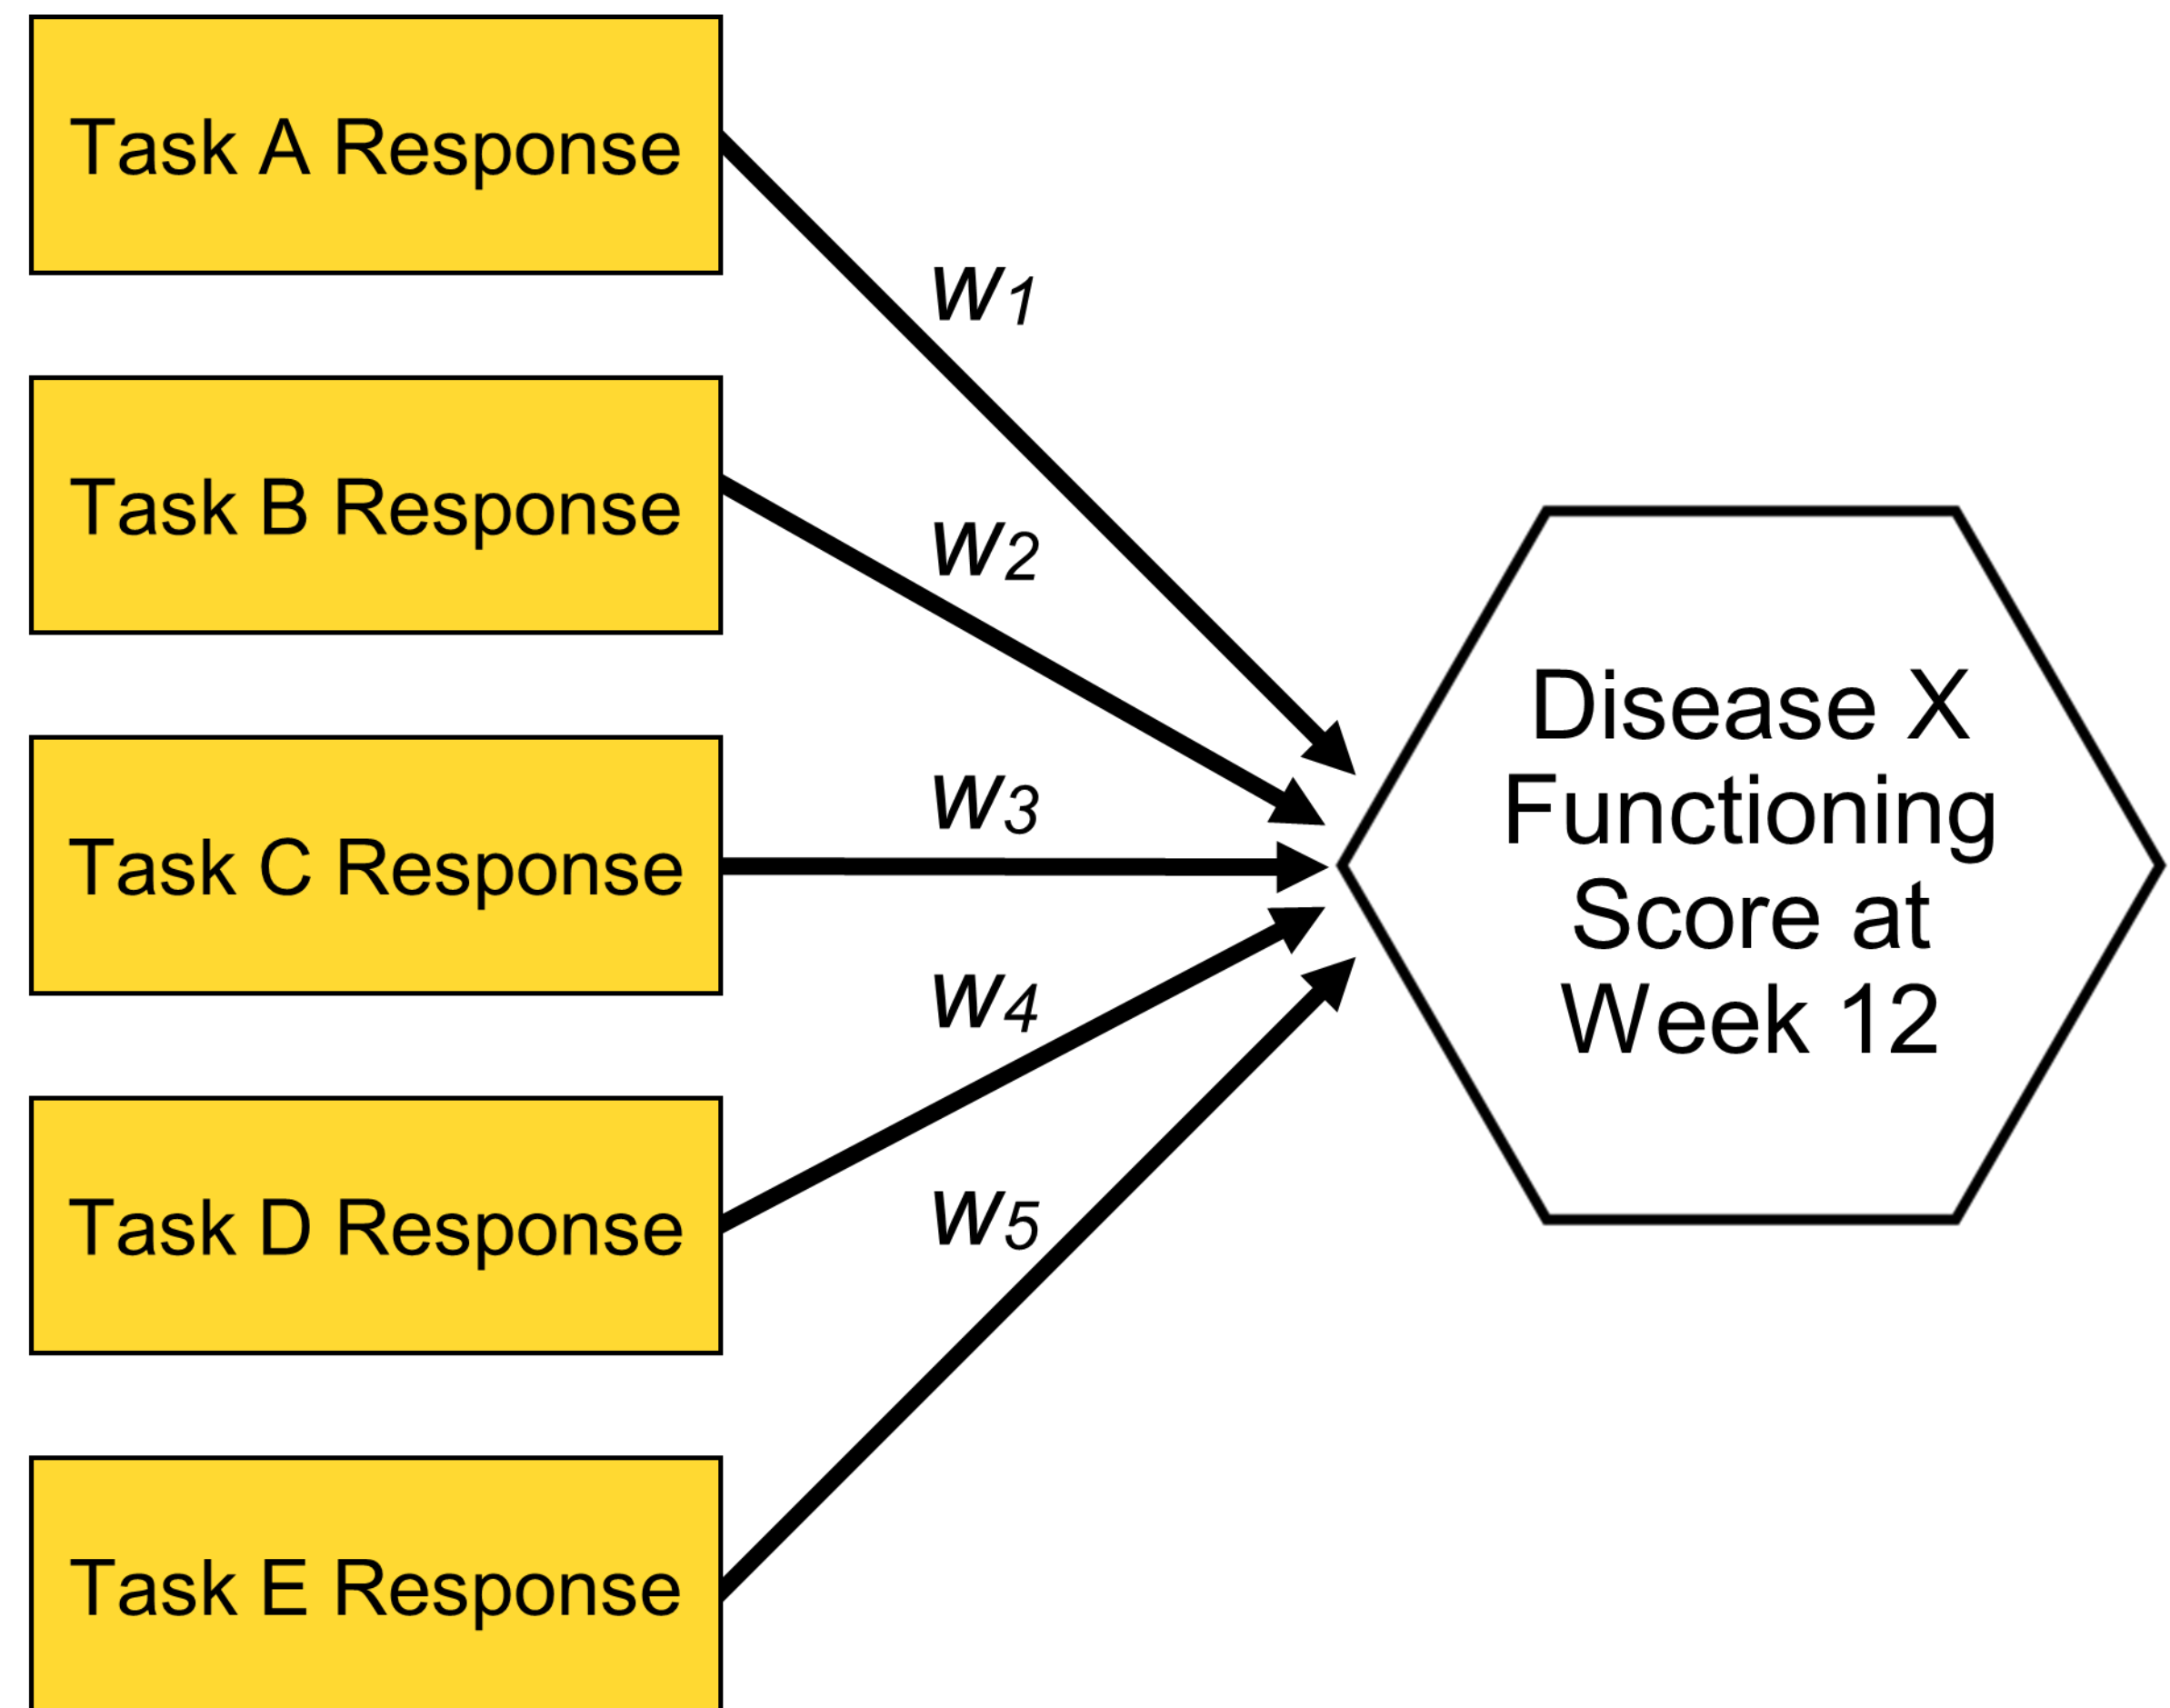 Task A Response
w1
Task B Response
w2
Task C Response
w3
Task D Response
w4
Task E Response
w5
Disease X
Functioning
Score at
Week 12